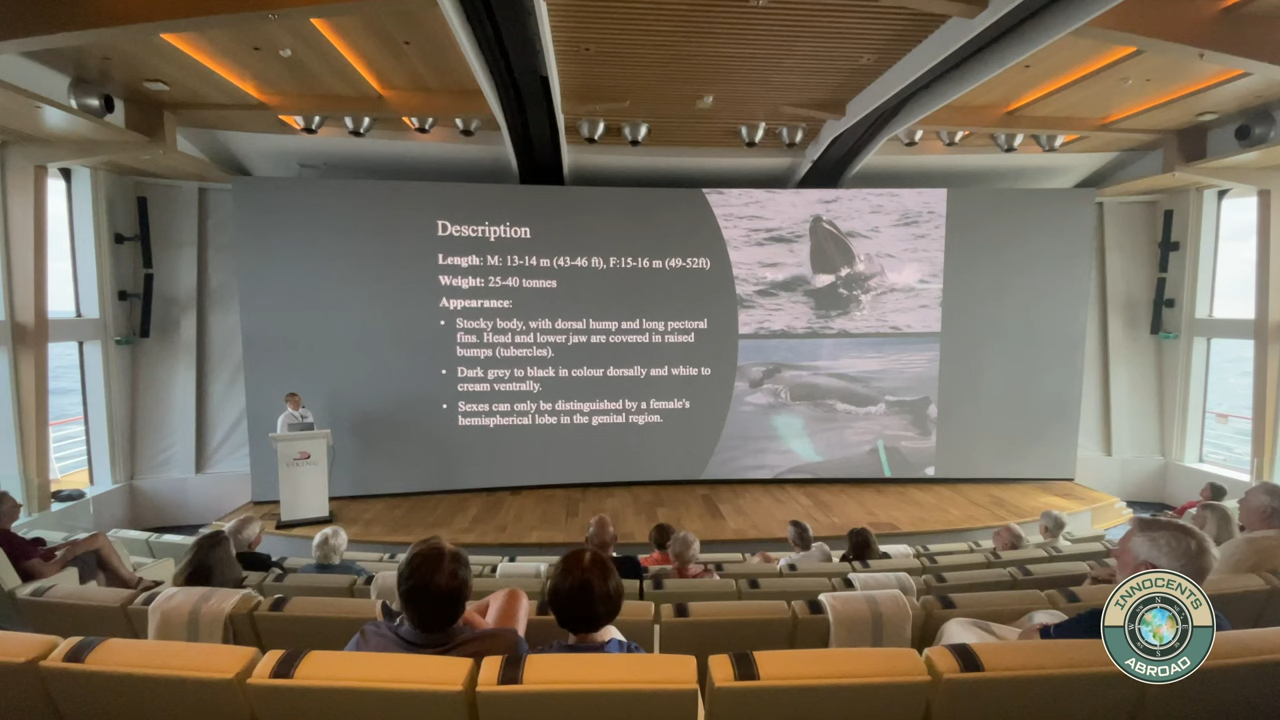 Description
Length: M: 13-14 m (43-46 ft), F:15-16 m (49-52ft)
Weight: 25-40 tonnes
Appearance:
• Stocky body, with dorsal hump and long pectoral
fins. Head and lower jaw are covered in raised
bumps (tubercles).
• Dark grey to black in colour dorsally and white to
cream ventrally.
• Sexes can only be distinguished by a female's
hemispherical lobe in the genital region.
VIKING
INNOCENTS
N
E
S
W
ABROAD